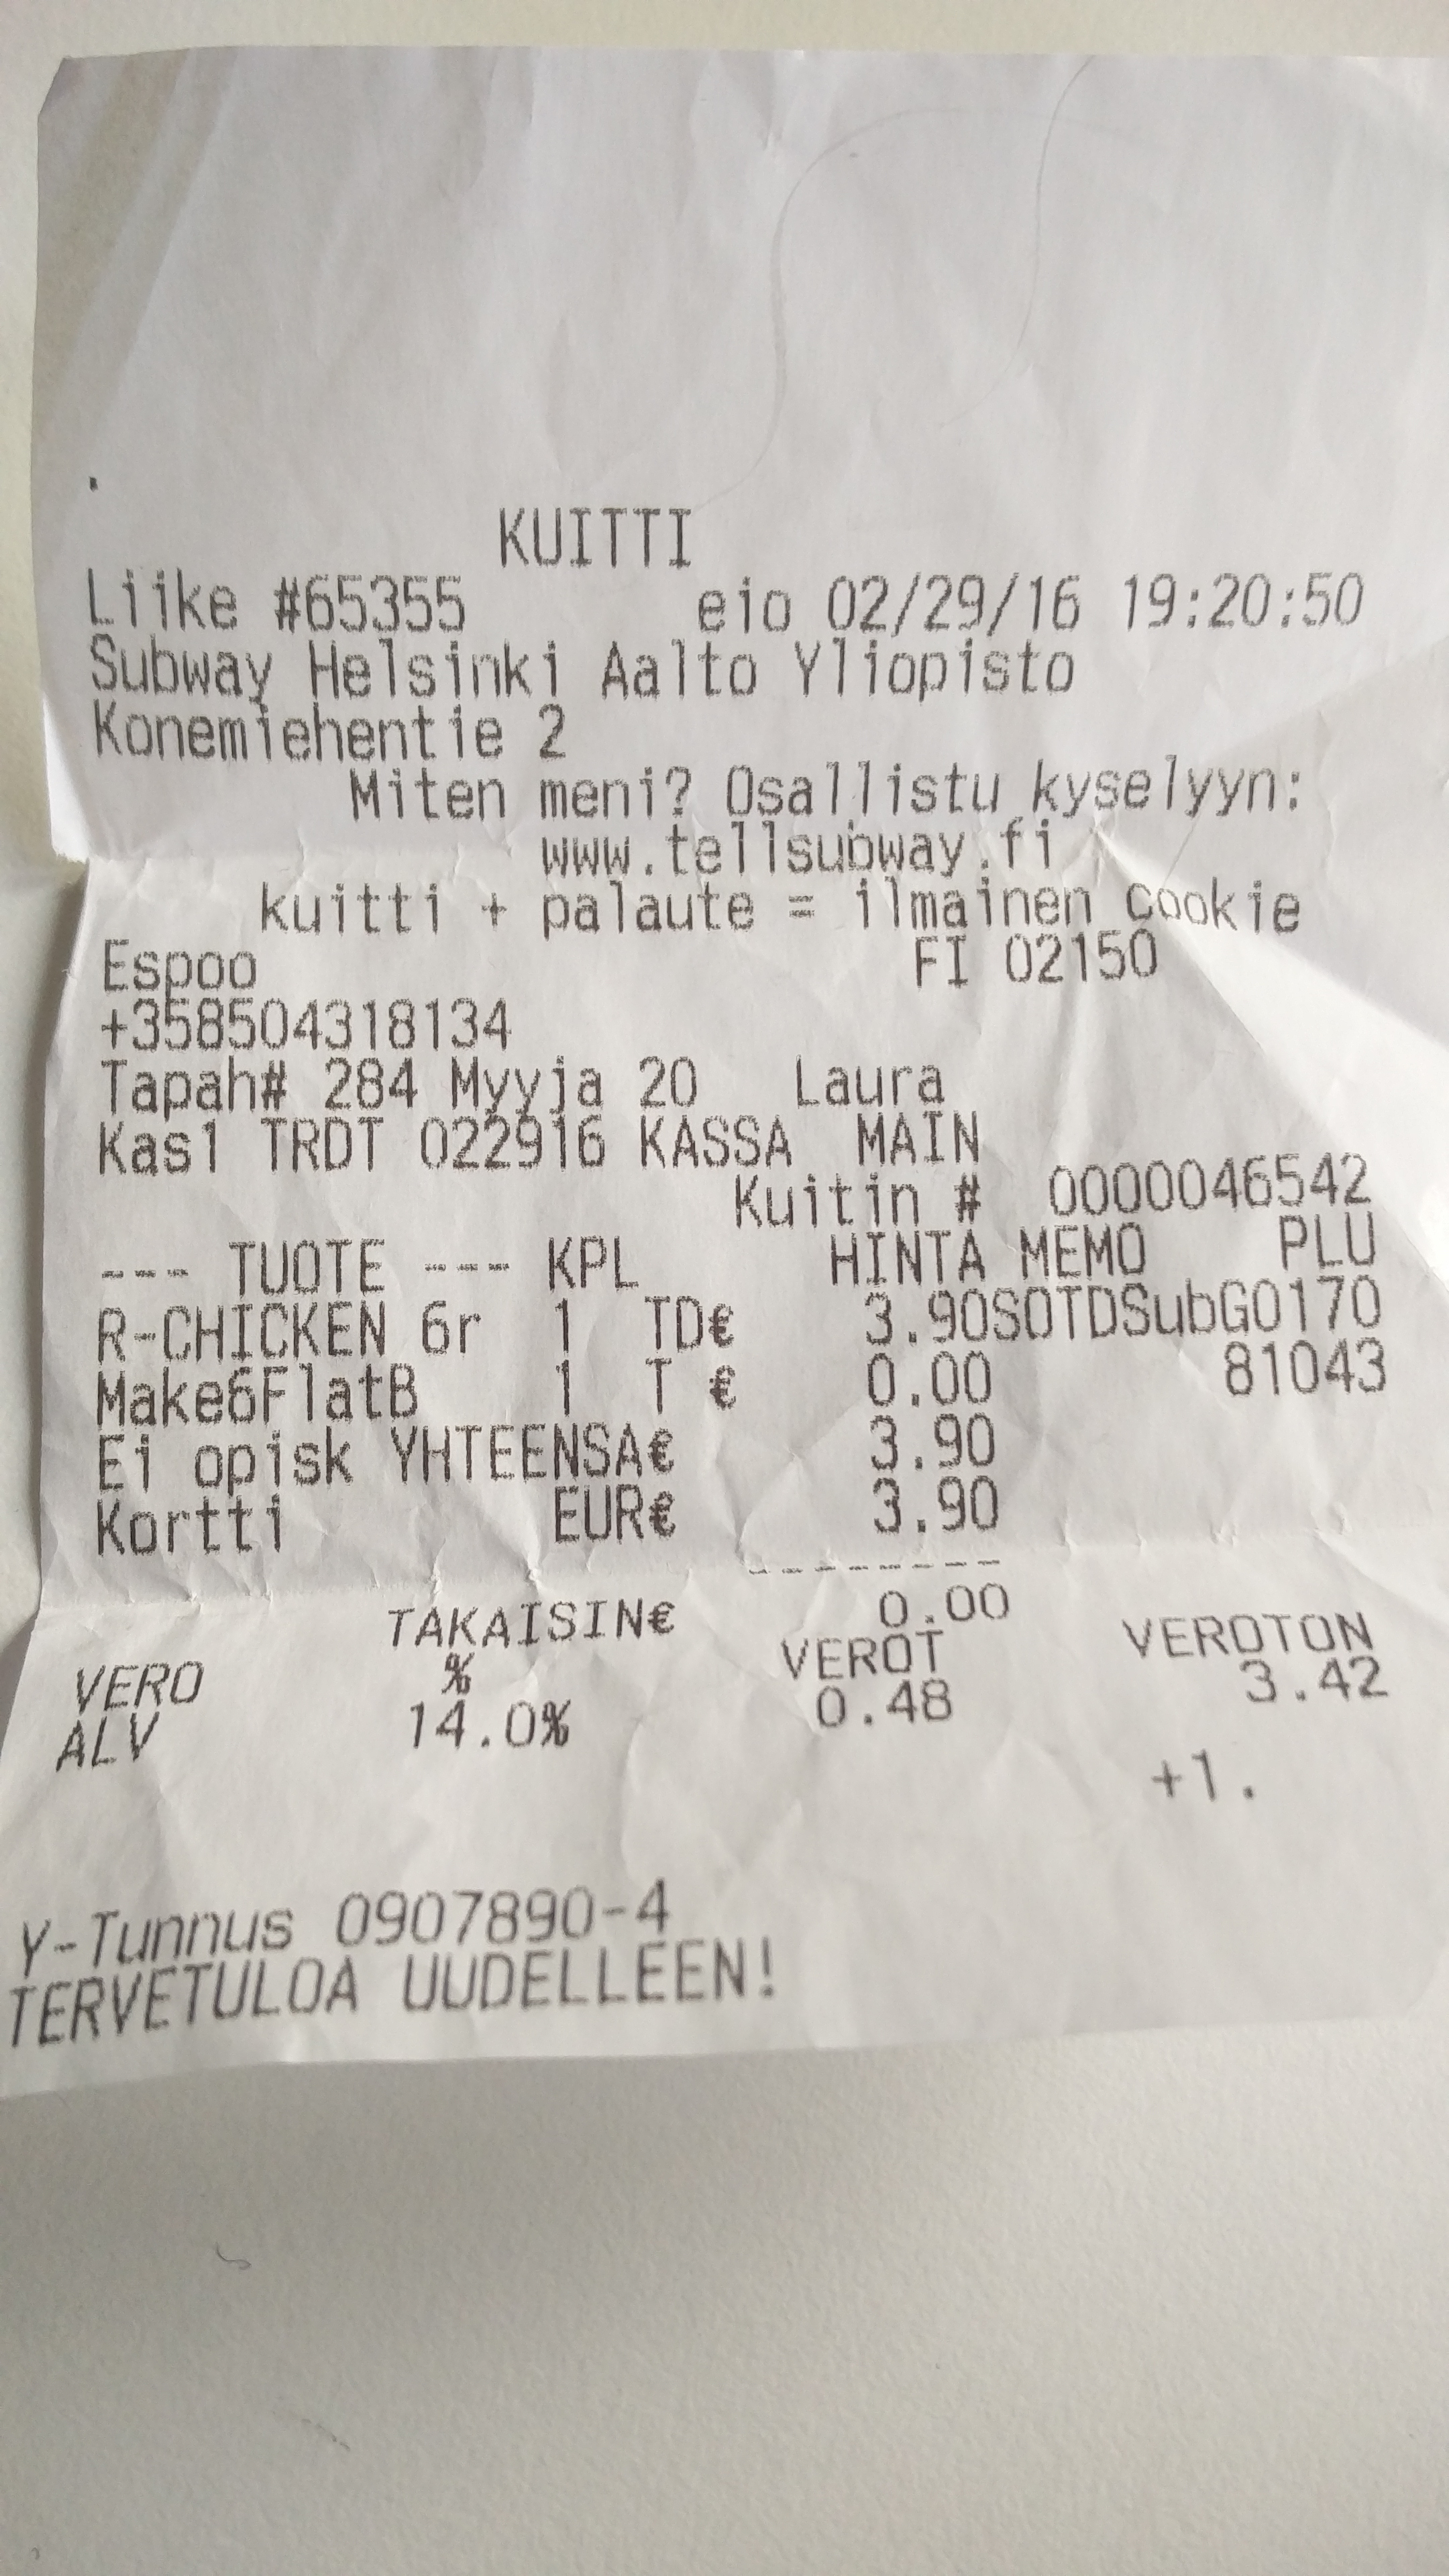 KUITTI
Liike #65355 eio 02/29/16 19:20:50
Subway Helsinki Aalto Yliopisto
Konemiehentie 2
Miten meni? Osallistu kyselyyn:
www.tellsubway.fi
kuitti + palaute = ilmainen cookie
Espoo FI 02150
+358504318134
Tapah# 284 Myyja 20 Laura
Kas1 TRDT 022916 KASSA MAIN
Kuitin # 0000046542
--- TUOTE --- KPL HINTA MEMO PLU
R-CHICKEN 6r 1 TD€ 3.90SOTDSubG0170
Make6FlatB 1 T € 0.00 81043
Ei opisk YHTEENSA€ 3.90
Kortti EUR€ 3.90
--------
TAKAISIN€ 0.00
VERO % VEROT VEROTON
ALV 14.0% 0.48 3.42
+1.
Y-Tunnus 0907890-4
TERVETULOA UUDELLEEN!